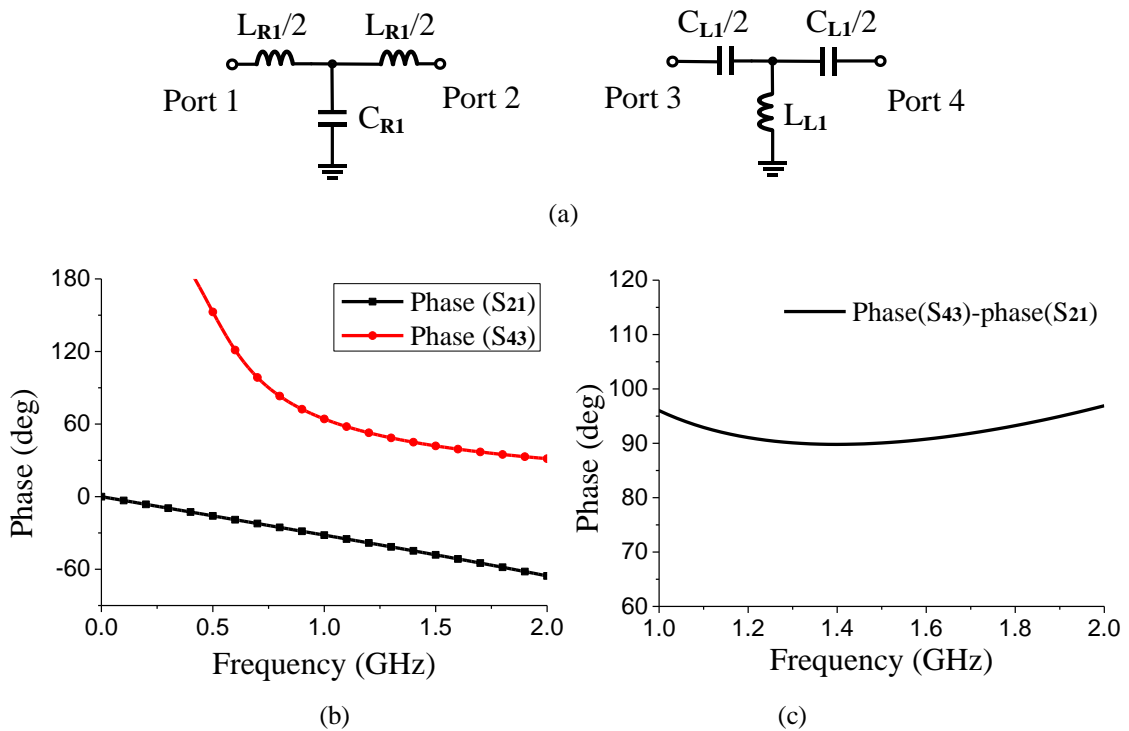 LR1/2 LR1/2 CL1/2 CL1/2
Port 1 Port 2 Port 3 Port 4
CR1 LL1
(a)
Phase (S21)
Phase (S43)
Phase (deg)
180
120
60
0
-60
0.0 0.5 1.0 1.5 2.0
Frequency (GHz)
(b)
Phase(S43)-phase(S21)
Phase (deg)
120
110
100
90
80
70
60
1.0 1.2 1.4 1.6 1.8 2.0
Frequency (GHz)
(c)